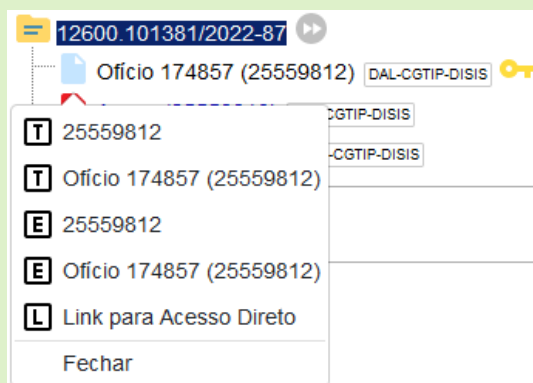 12600.101381/2022-87
Ofício 174857 (25559812) DAL-CGTIP-DISIS
CGTIP-DISIS
T 25559812
-CGTIP-DISIS
T Ofício 174857 (25559812)
E 25559812
E Ofício 174857 (25559812)
L Link para Acesso Direto
Fechar